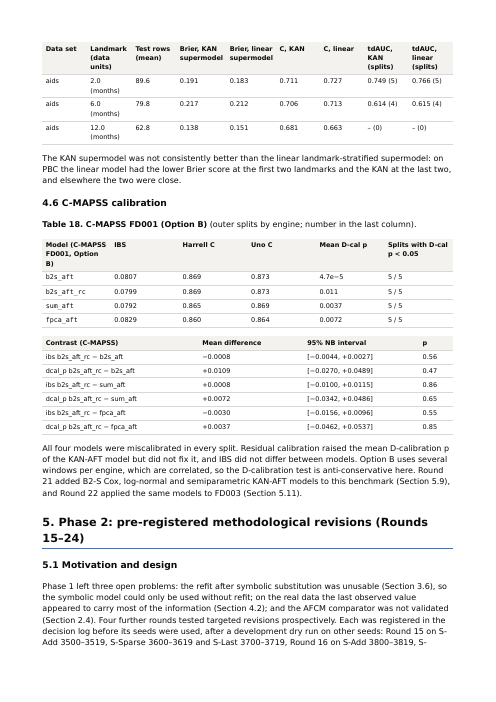 Data set Landmark (data units) Test rows (mean) Brier, KAN supermodel Brier, linear supermodel C, KAN C, linear tdAUC, KAN (splits) tdAUC, linear (splits)
aids 2.0 (months) 89.6 0.191 0.183 0.711 0.727 0.749 (5) 0.766 (5)
aids 6.0 (months) 79.8 0.217 0.212 0.706 0.713 0.614 (4) 0.615 (4)
aids 12.0 (months) 62.8 0.138 0.151 0.681 0.663 – (0) – (0)
The KAN supermodel was not consistently better than the linear landmark-stratified supermodel: on
PBC the linear model had the lower Brier score at the first two landmarks and the KAN at the last two,
and elsewhere the two were close.
4.6 C-MAPSS calibration
Table 18. C-MAPSS FD001 (Option B) (outer splits by engine; number in the last column).
Model (C-MAPSS FD001, Option B) IBS Harrell C Uno C Mean D-cal p Splits with D-cal p < 0.05
b2s_aft 0.0807 0.869 0.873 4.7e−5 5 / 5
b2s_aft_rc 0.0799 0.869 0.873 0.011 5 / 5
sum_aft 0.0792 0.865 0.869 0.0037 5 / 5
fpca_aft 0.0829 0.860 0.864 0.0072 5 / 5
Contrast (C-MAPSS) Mean difference 95% NB interval p
ibs b2s_aft_rc − b2s_aft −0.0008 [−0.0044, +0.0027] 0.56
dcal_p b2s_aft_rc − b2s_aft +0.0109 [−0.0270, +0.0489] 0.47
ibs b2s_aft_rc − sum_aft +0.0008 [−0.0100, +0.0115] 0.86
dcal_p b2s_aft_rc − sum_aft +0.0072 [−0.0342, +0.0486] 0.65
ibs b2s_aft_rc − fpca_aft −0.0030 [−0.0156, +0.0096] 0.55
dcal_p b2s_aft_rc − fpca_aft +0.0037 [−0.0462, +0.0537] 0.85
All four models were miscalibrated in every split. Residual calibration raised the mean D-calibration p
of the KAN-AFT model but did not fix it, and IBS did not differ between models. Option B uses several
windows per engine, which are correlated, so the D-calibration test is anti-conservative here. Round
21 added B2-S Cox, log-normal and semiparametric KAN-AFT models to this benchmark (Section 5.9),
and Round 22 applied the same models to FD003 (Section 5.11).
5. Phase 2: pre-registered methodological revisions (Rounds
15–24)
5.1 Motivation and design
Phase 1 left three open problems: the refit after symbolic substitution was unusable (Section 3.6), so
the symbolic model could only be used without refit; on the real data the last observed value
appeared to carry most of the information (Section 4.2); and the AFCM comparator was not validated
(Section 2.4). Four further rounds tested targeted revisions prospectively. Each was registered in the
decision log before its seeds were used, after a development dry run on other seeds: Round 15 on S-
Add 3500–3519, S-Sparse 3600–3619 and S-Last 3700–3719, Round 16 on S-Add 3800–3819, S-